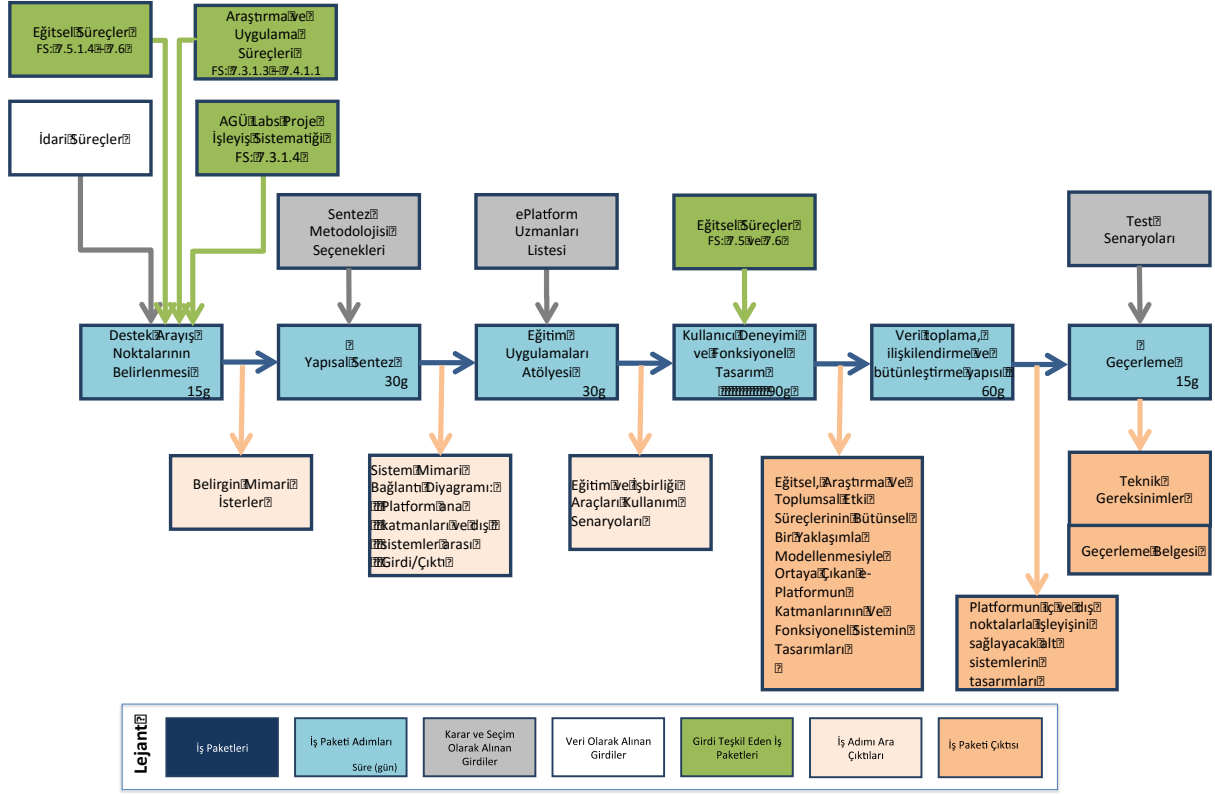 Eğitsel Süreçler
FS: 7.5.1.4 – 7.6
Araştırma ve
Uygulama
Süreçleri
FS: 7.3.1.3 – 7.4.1.1
İdari Süreçler
AGÜ Labs Proje
İşleyiş Sistematiği
FS: 7.3.1.4
Sentez
Metodolojisi
Seçenekleri
ePlatform
Uzmanları
Listesi
Eğitsel Süreçler
FS: 7.5 ve 7.6
Test
Senaryoları
Destek Arayış
Noktalarının
Belirlenmesi
15g
Yapısal Sentez
30g
Eğitim
Uygulamaları
Atölyesi
30g
Kullanıcı Deneyimi
ve Fonksiyonel
Tasarım
90g
Veri toplama,
ilişkilendirme ve
bütünleştirme yapısı
60g
Geçerleme
15g
Belirgin Mimari
İsterler
Sistem Mimari
Bağlantı Diyagramı:
Platform ana
katmanları ve dış
sistemler arası
Girdi/Çıktı
Eğitim ve İşbirliği
Araçları Kullanım
Senaryoları
Eğitsel, Araştırma Ve
Toplumsal Etki
Süreçlerinin Bütünsel
Bir Yaklaşımla
Modellenmesiyle
Ortaya Çıkan e-
Platformun
Katmanlarının Ve
Fonksiyonel Sistemin
Tasarımları
Platformun iç ve dış
noktalarla işleyişini
sağlayacak alt
sistemlerin
tasarımları
Teknik
Gereksinimler
Geçerleme Belgesi
Lejant
İş Paketleri
İş Paketi Adımları
Süre (gün)
Karar ve Seçim
Olarak Alınan
Girdiler
Veri Olarak Alınan
Girdiler
Girdi Teşkil Eden İş
Paketleri
İş Adımı Ara
Çıktıları
İş Paketi Çıktısı